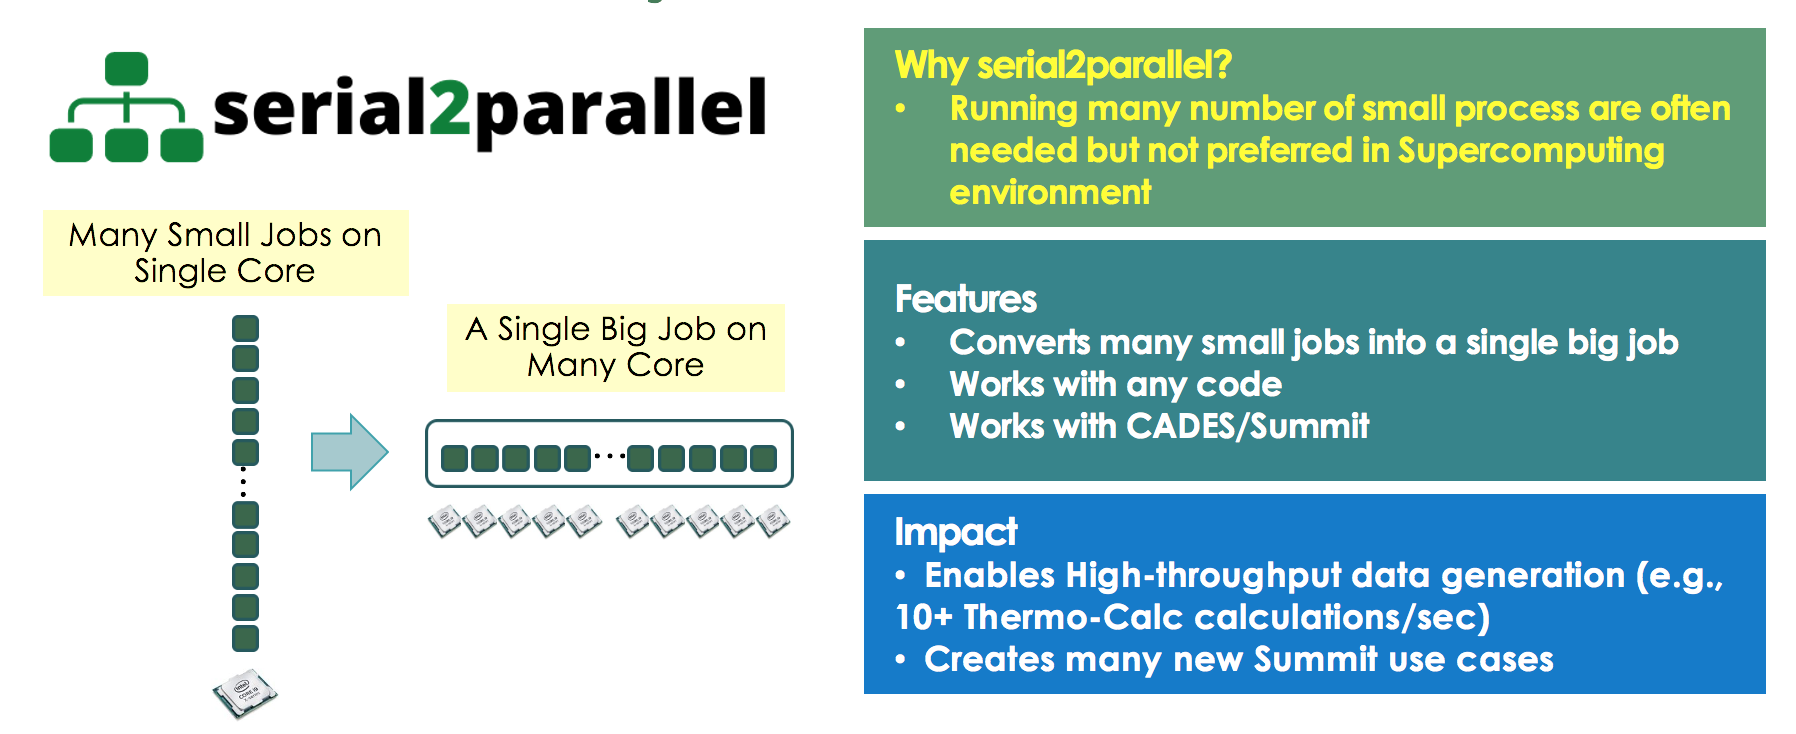 serial2parallel
Many Small Jobs on
Single Core
A Single Big Job on
Many Core
Why serial2parallel?
• Running many number of small process are often
needed but not preferred in Supercomputing
environment
Features
• Converts many small jobs into a single big job
• Works with any code
• Works with CADES/Summit
Impact
• Enables High-throughput data generation (e.g.,
10+ Thermo-Calc calculations/sec)
• Creates many new Summit use cases